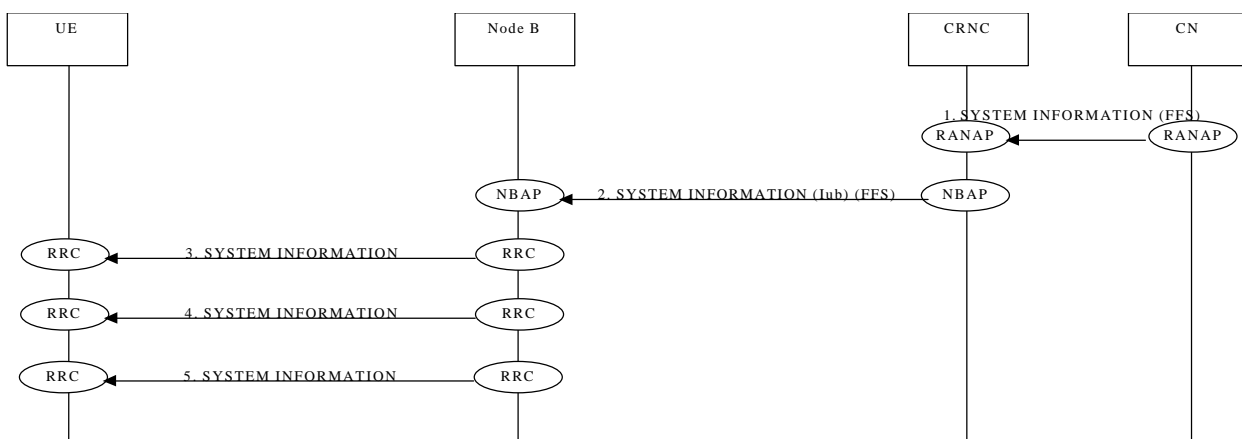 UE Node B CRNC CN
1. SYSTEM INFORMATION (FFS)
RANAP RANAP
NBAP 2. SYSTEM INFORMATION (Iub) (FFS) NBAP
RRC 3. SYSTEM INFORMATION RRC
RRC 4. SYSTEM INFORMATION RRC
RRC 5. SYSTEM INFORMATION RRC